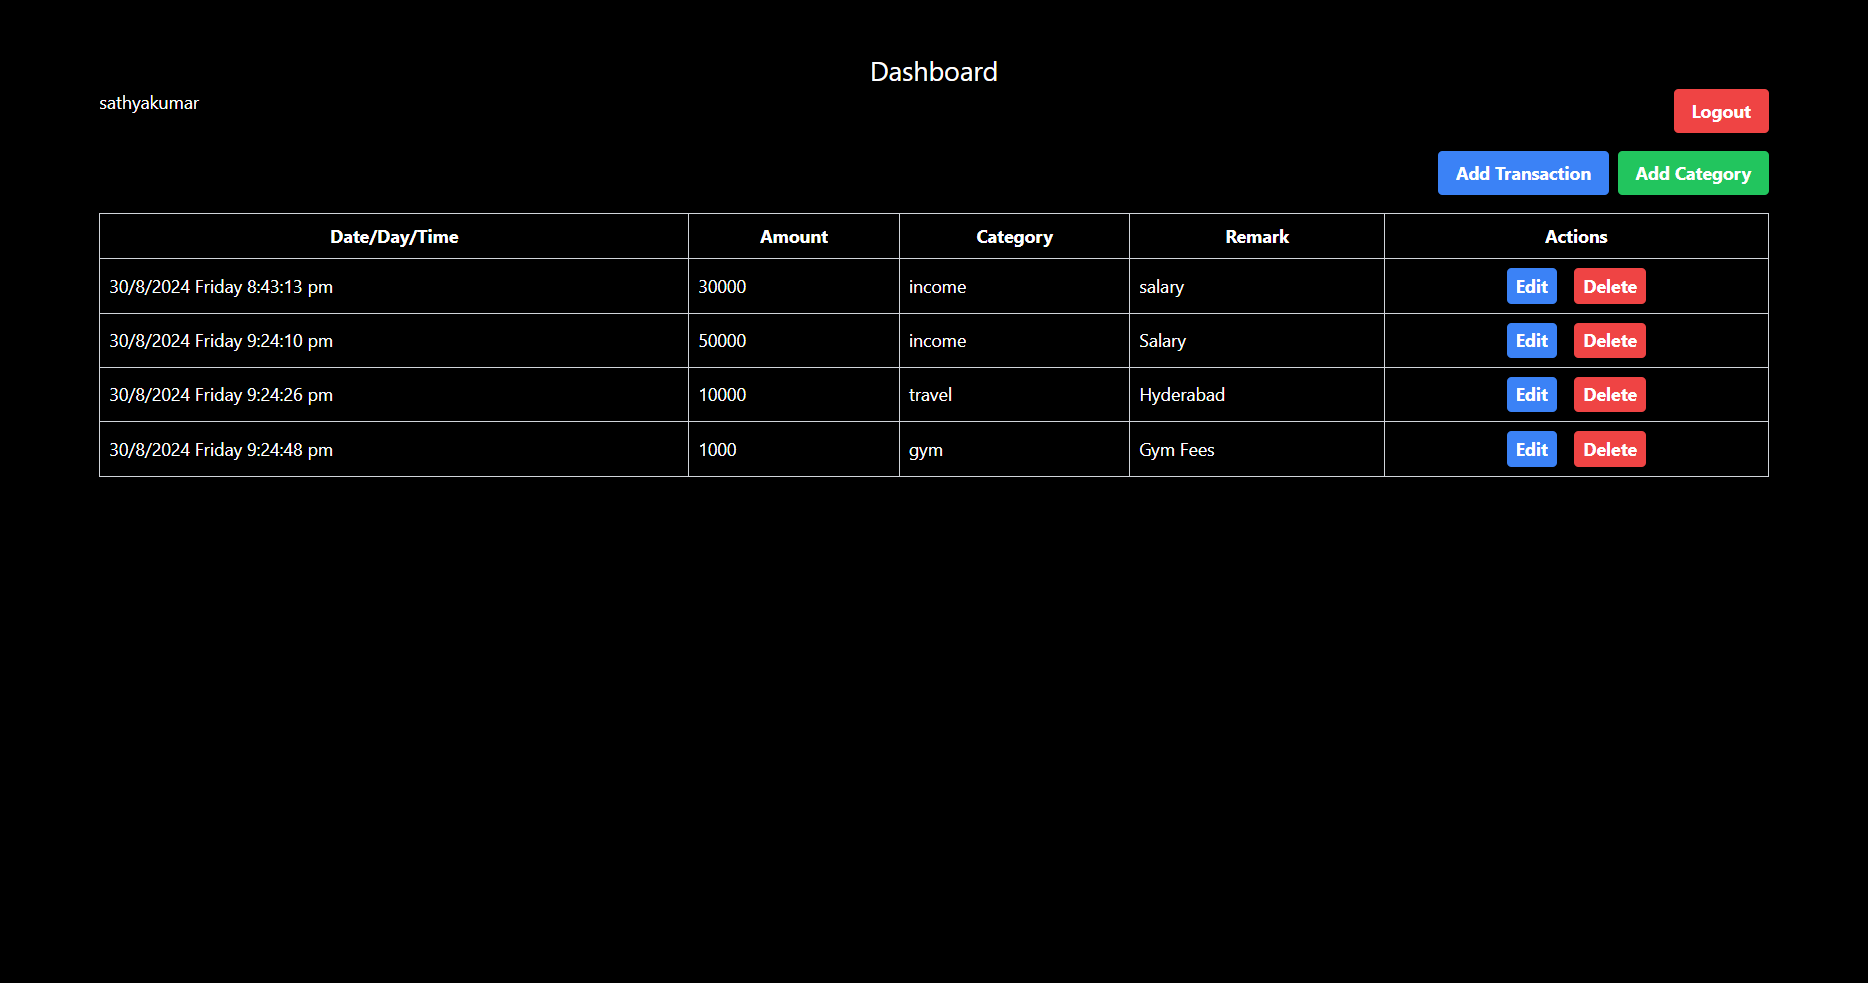 Dashboard
sathyakumar
Logout
Add Transaction Add Category
Date/Day/Time Amount Category Remark Actions
30/8/2024 Friday 8:43:13 pm 30000 income salary Edit Delete
30/8/2024 Friday 9:24:10 pm 50000 income Salary Edit Delete
30/8/2024 Friday 9:24:26 pm 10000 travel Hyderabad Edit Delete
30/8/2024 Friday 9:24:48 pm 1000 gym Gym Fees Edit Delete